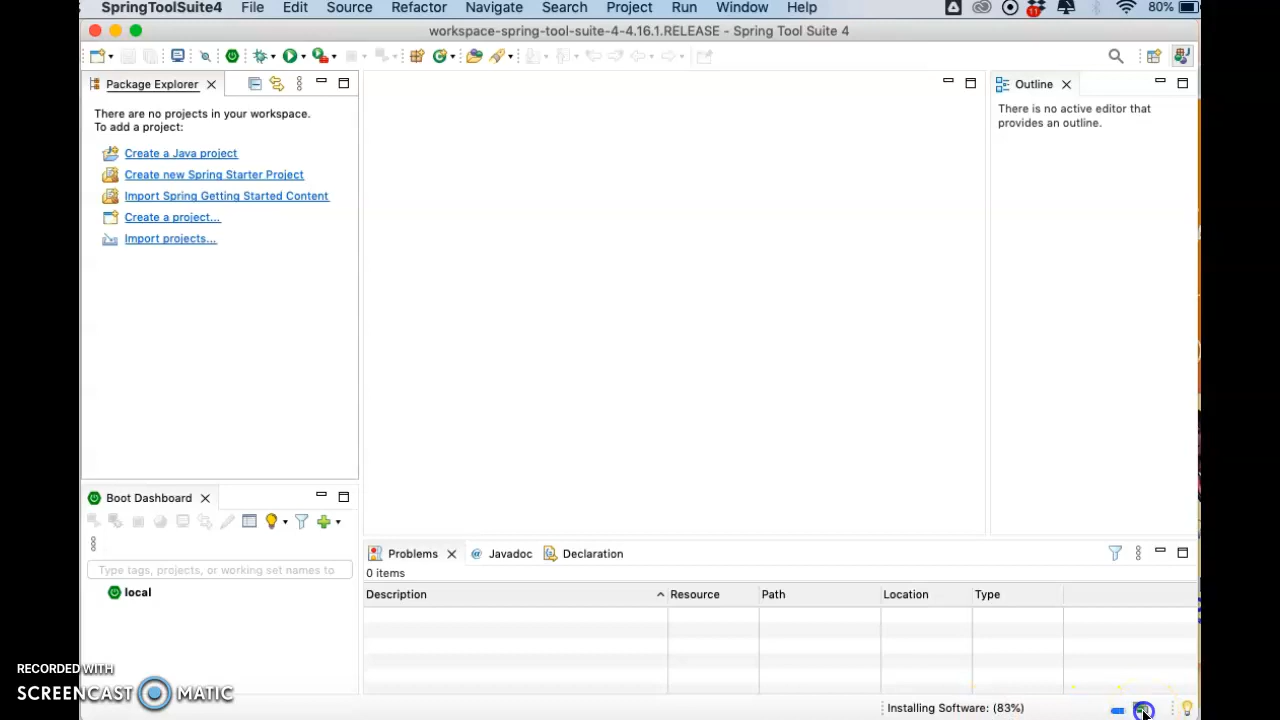 SpringToolSuite4 File Edit Source Refactor Navigate Search Project Run Window Help 11 80%
workspace-spring-tool-suite-4-4.16.1.RELEASE - Spring Tool Suite 4
Package Explorer
Outline
There are no projects in your workspace.
To add a project:
Create a Java project
Create new Spring Starter Project
Import Spring Getting Started Content
Create a project...
Import projects...
There is no active editor that
provides an outline.
Boot Dashboard
Type tags, projects, or working set names to
local
Problems Javadoc Declaration
0 items
Description Resource Path Location Type
Installing Software: (83%)
RECORDED WITH
SCREENCAST MATIC